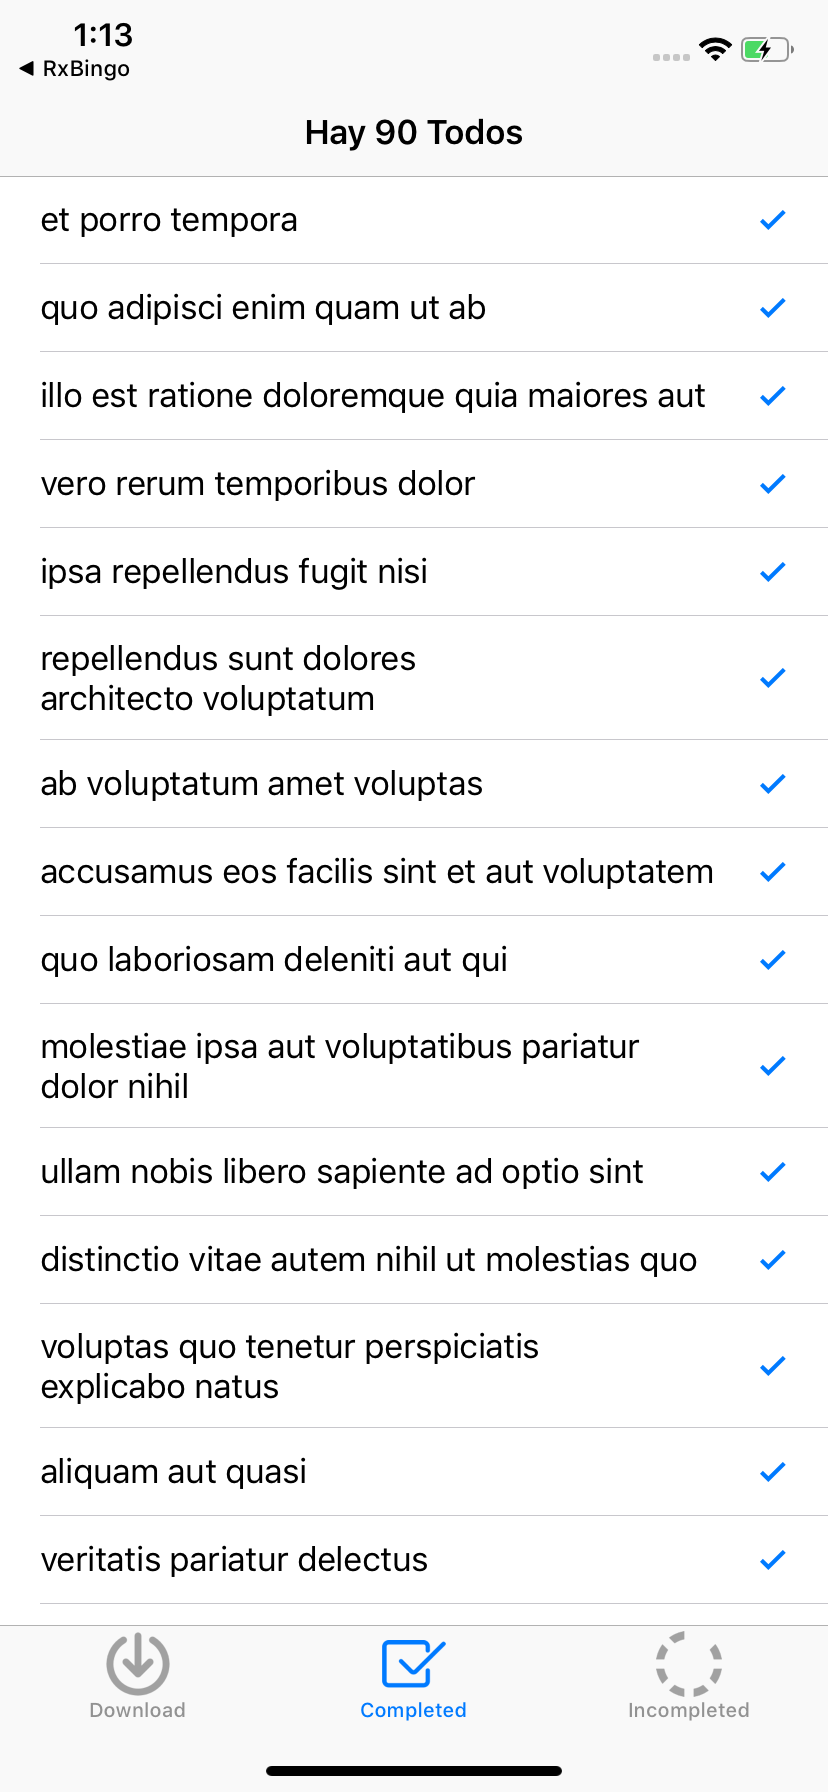 1:13
◀ RxBingo
Hay 90 Todos
et porro tempora
quo adipisci enim quam ut ab
illo est ratione doloremque quia maiores aut
vero rerum temporibus dolor
ipsa repellendus fugit nisi
repellendus sunt dolores
architecto voluptatum
ab voluptatum amet voluptas
accusamus eos facilis sint et aut voluptatem
quo laboriosam deleniti aut qui
molestiae ipsa aut voluptatibus pariatur
dolor nihil
ullam nobis libero sapiente ad optio sint
distinctio vitae autem nihil ut molestias quo
voluptas quo tenetur perspiciatis
explicabo natus
aliquam aut quasi
veritatis pariatur delectus
Download
Completed
Incompleted